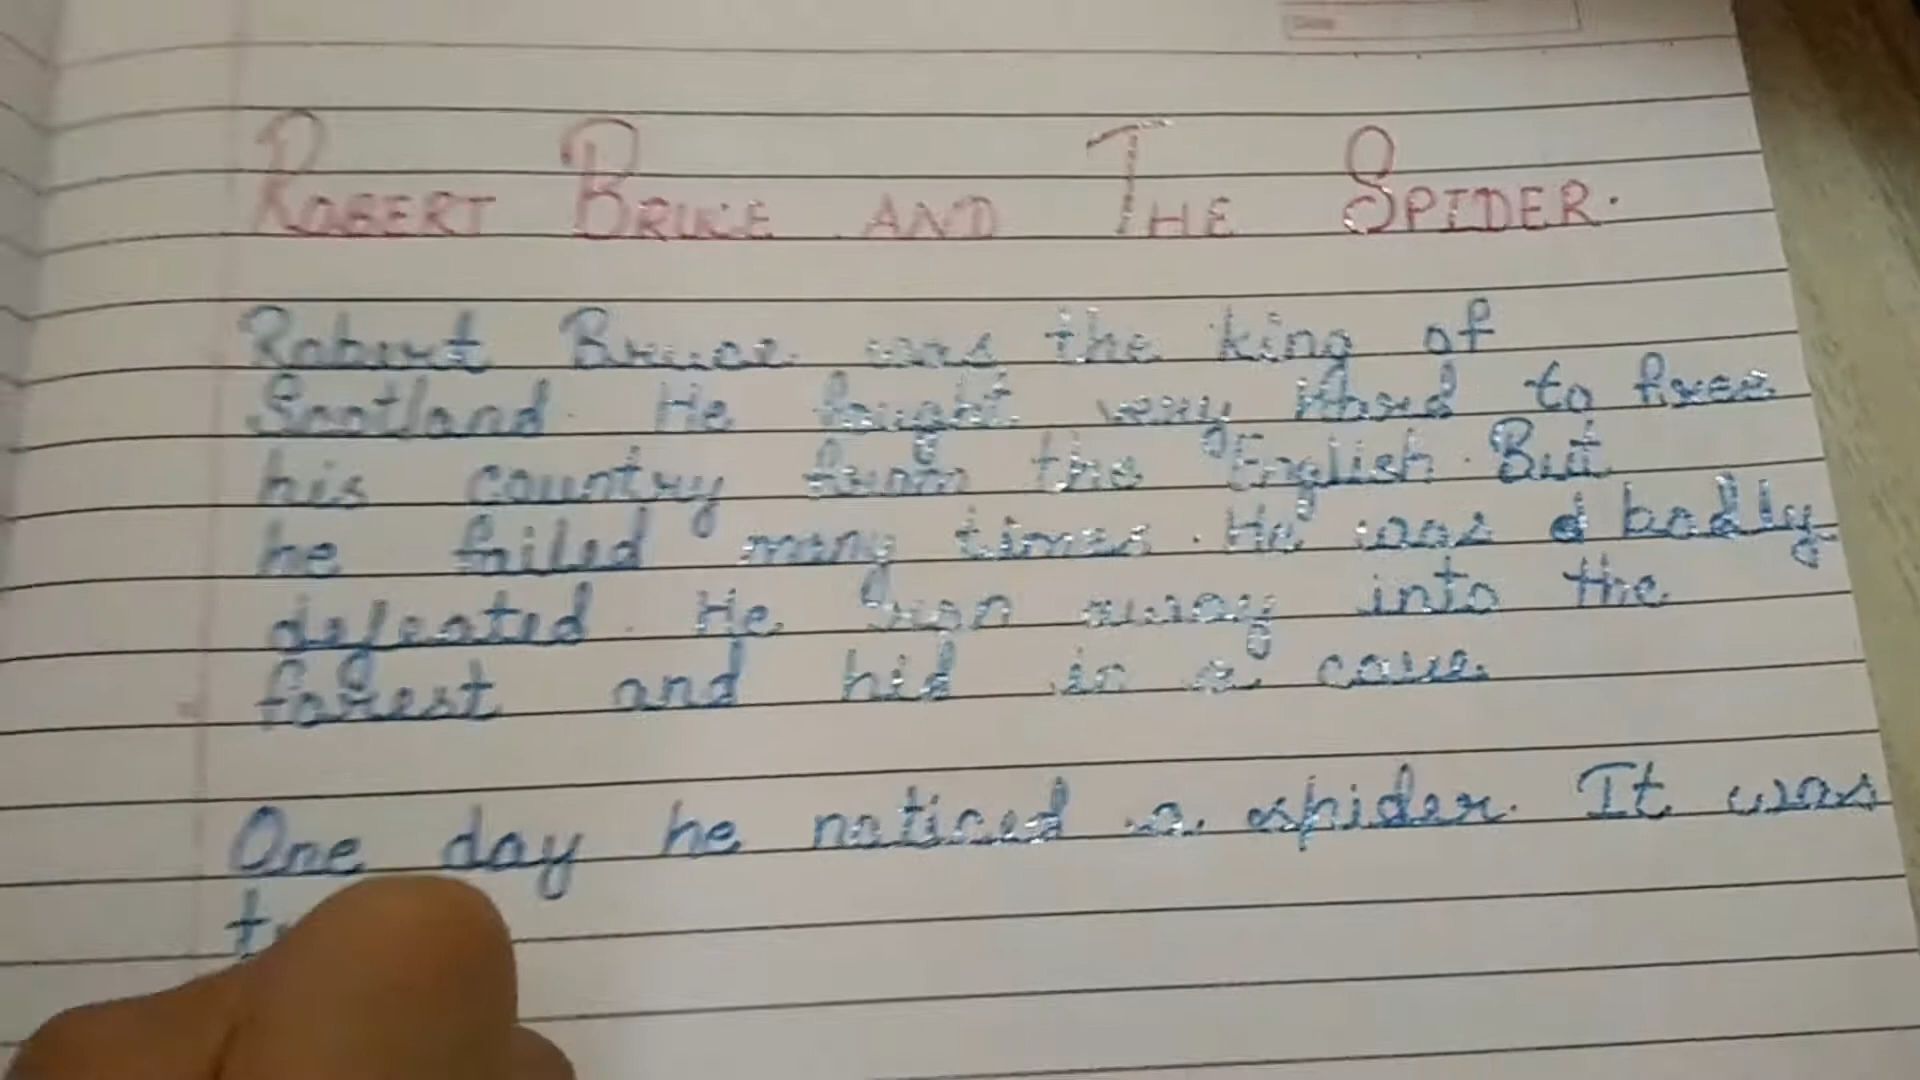 Date
ROBERT BRUCE AND THE SPIDER.
Robert Bruce was the king of
Scotland. He fought very Hard to free
his country from the English. But
he failed many times. He was d badly
defeated. He ran away into the
forest and hid in a cave
One day he noticed a spider. It was